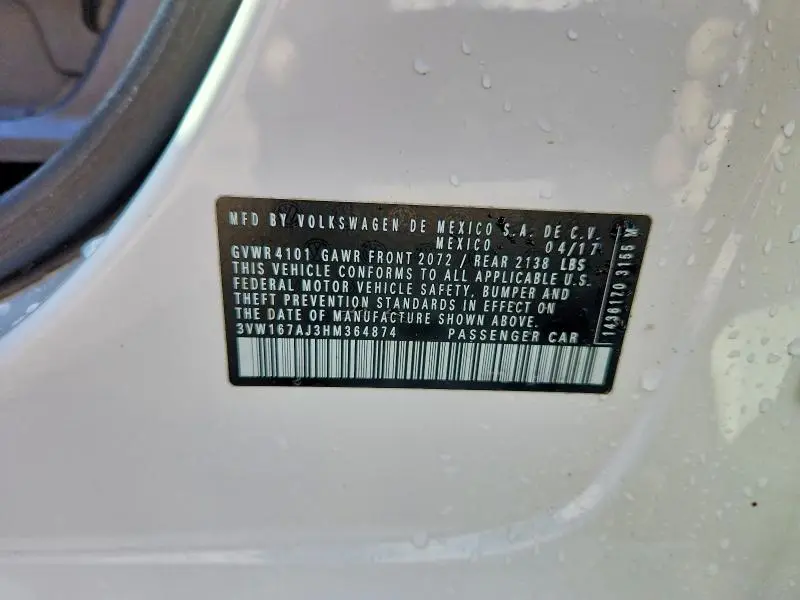 MFD BY VOLKSWAGEN DE MEXICO S.A. DE C.V.
MEXICO 04/17
GVWR 4101 GAWR FRONT 2072 / REAR 2138 LBS
THIS VEHICLE CONFORMS TO ALL APPLICABLE U.S.
FEDERAL MOTOR VEHICLE SAFETY, BUMPER AND
THEFT PREVENTION STANDARDS IN EFFECT ON
THE DATE OF MANUFACTURE SHOWN ABOVE.
3VW167AJ3HM364874 PASSENGER CAR
1436170 3155 M